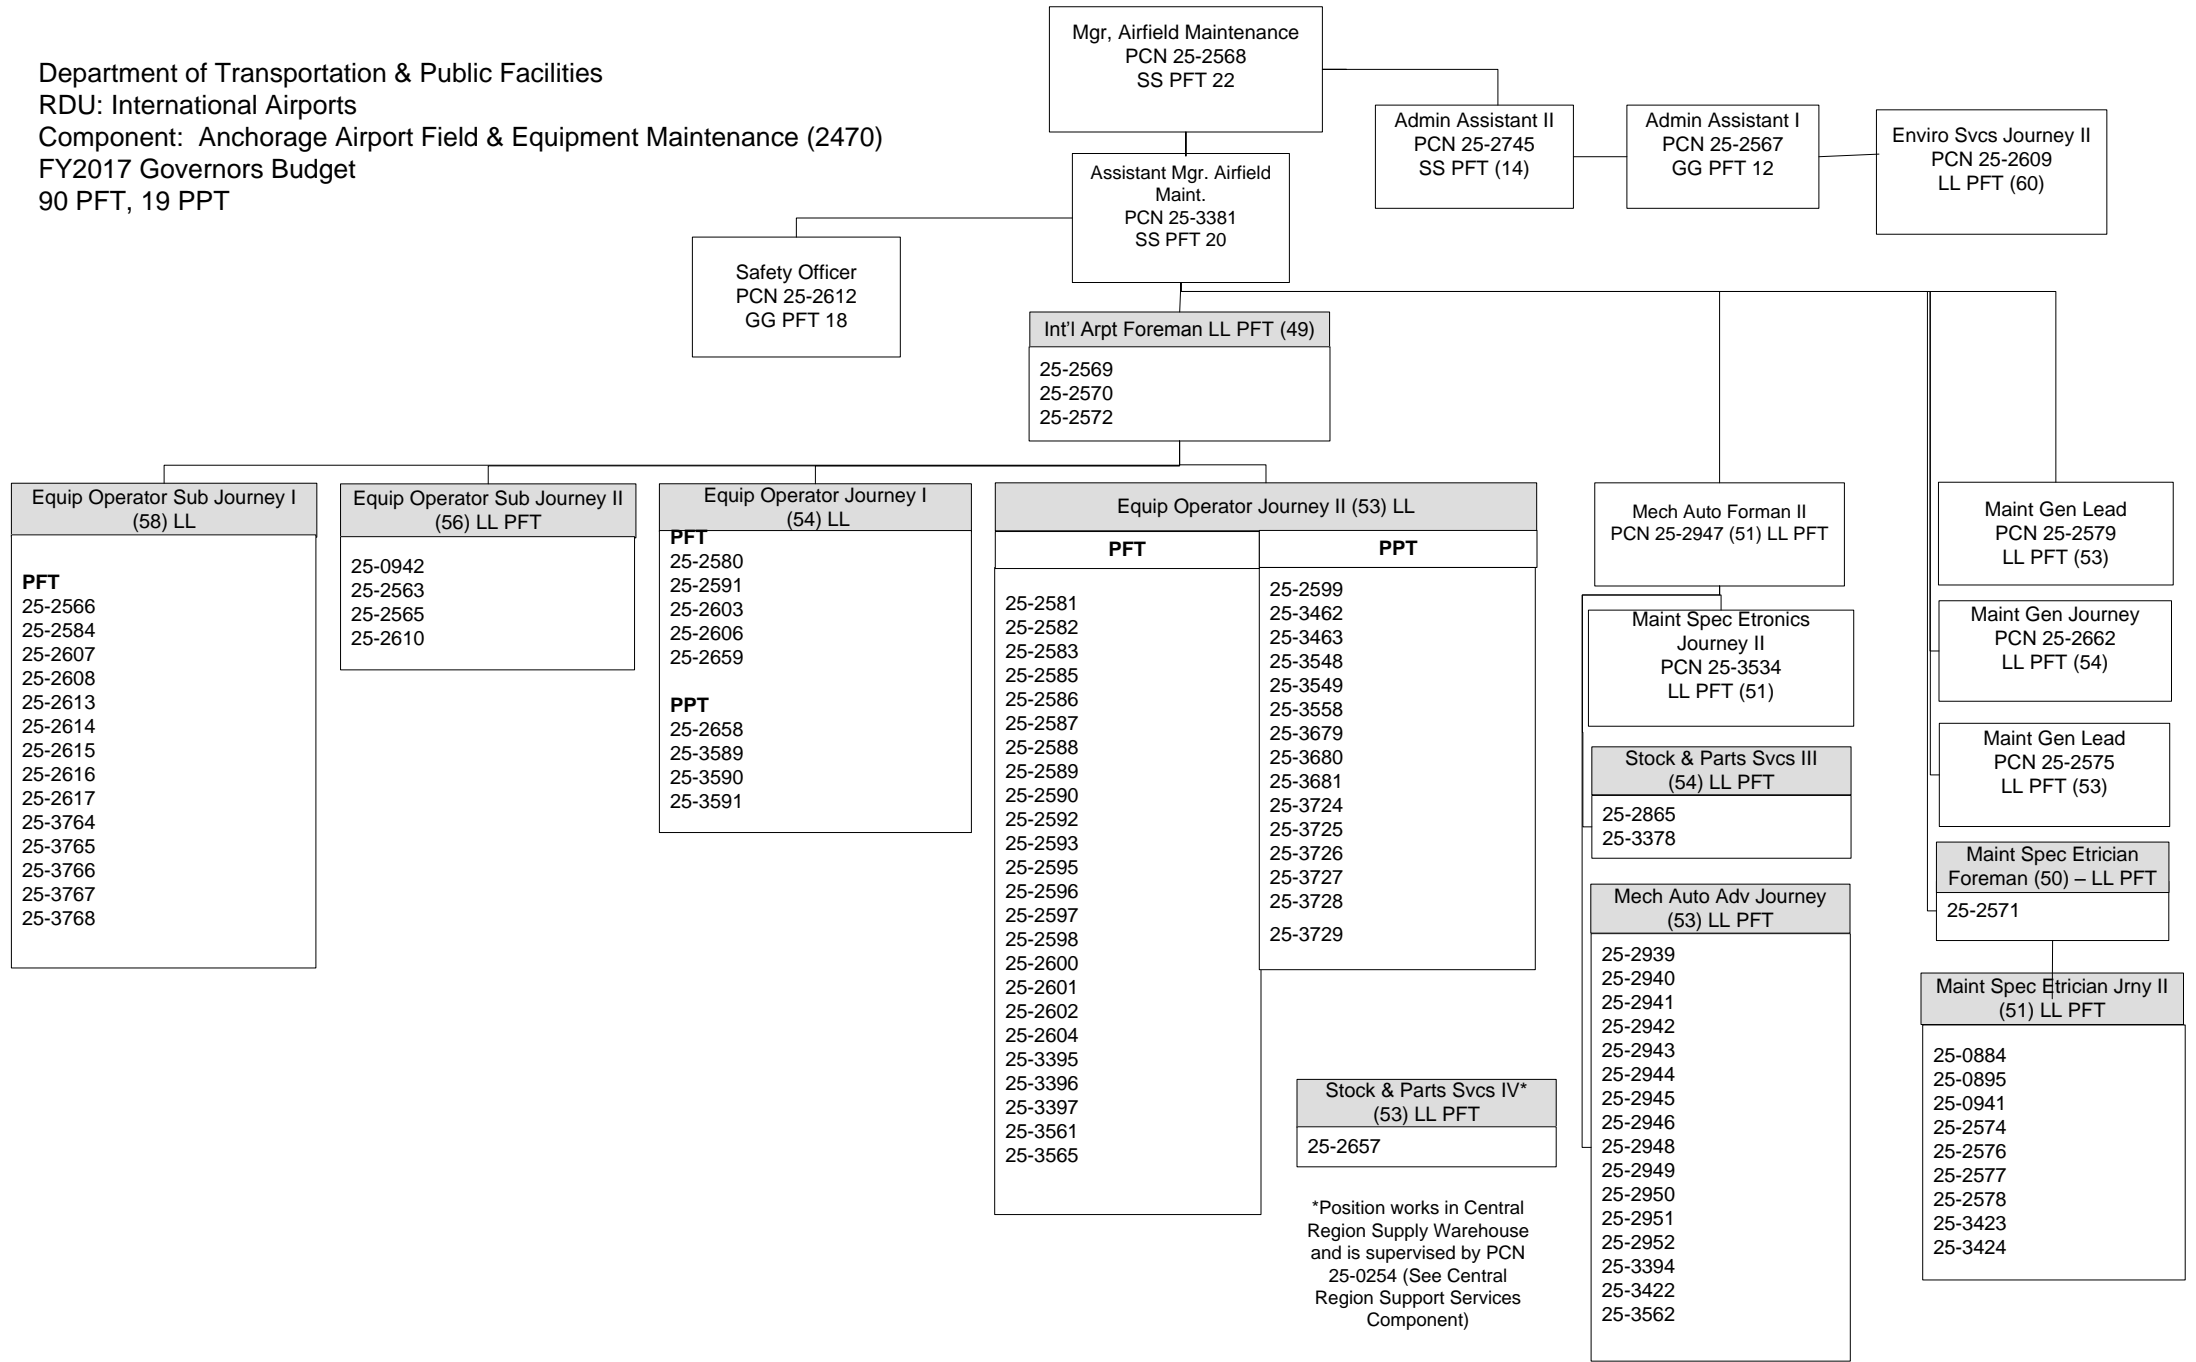 Department of Transportation & Public Facilities
RDU: International Airports
Component:  Anchorage Airport Field & Equipment Maintenance (2470)
FY2017 Governors Budget
90 PFT, 19 PPT
Mgr, Airfield Maintenance
PCN 25-2568
SS PFT 22
Admin Assistant II
PCN 25-2745
SS PFT (14)
Admin Assistant I
PCN 25-2567
GG PFT 12
Enviro Svcs Journey II
PCN 25-2609
LL PFT (60)
Assistant Mgr. Airfield
Maint.
PCN 25-3381
SS PFT 20
Safety Officer
PCN 25-2612
GG PFT 18
Int'l Arpt Foreman LL PFT (49)
25-2569
25-2570
25-2572
Equip Operator Sub Journey I
(58) LL
PFT
25-2566
25-2584
25-2607
25-2608
25-2613
25-2614
25-2615
25-2616
25-2617
25-3764
25-3765
25-3766
25-3767
25-3768
Equip Operator Sub Journey II
(56) LL PFT
25-0942
25-2563
25-2565
25-2610
Equip Operator Journey I
(54) LL
PFT
25-2580
25-2591
25-2603
25-2606
25-2659
PPT
25-2658
25-3589
25-3590
25-3591
Equip Operator Journey II (53) LL
PFT
25-2581
25-2582
25-2583
25-2585
25-2586
25-2587
25-2588
25-2589
25-2590
25-2592
25-2593
25-2595
25-2596
25-2597
25-2598
25-2600
25-2601
25-2602
25-2604
25-3395
25-3396
25-3397
25-3561
25-3565
PPT
25-2599
25-3462
25-3463
25-3548
25-3549
25-3558
25-3679
25-3680
25-3681
25-3724
25-3725
25-3726
25-3727
25-3728
25-3729
Stock & Parts Svcs IV*
(53) LL PFT
25-2657
*Position works in Central
Region Supply Warehouse
and is supervised by PCN
25-0254 (See Central
Region Support Services
Component)
Mech Auto Forman II
PCN 25-2947 (51) LL PFT
Maint Spec Etronics
Journey II
PCN 25-3534
LL PFT (51)
Stock & Parts Svcs III
(54) LL PFT
25-2865
25-3378
Mech Auto Adv Journey
(53) LL PFT
25-2939
25-2940
25-2941
25-2942
25-2943
25-2944
25-2945
25-2946
25-2948
25-2949
25-2950
25-2951
25-2952
25-3394
25-3422
25-3562
Maint Gen Lead
PCN 25-2579
LL PFT (53)
Maint Gen Journey
PCN 25-2662
LL PFT (54)
Maint Gen Lead
PCN 25-2575
LL PFT (53)
Maint Spec Etrician
Foreman (50) – LL PFT
25-2571
Maint Spec Etrician Jrny II
(51) LL PFT
25-0884
25-0895
25-0941
25-2574
25-2576
25-2577
25-2578
25-3423
25-3424